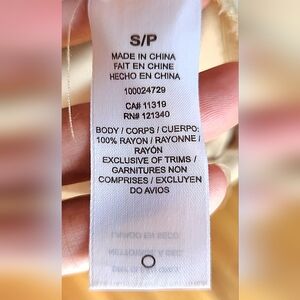 S/P
MADE IN CHINA
FAIT EN CHINE
HECHO EN CHINA
100024729
CA# 11319
RN# 121340
BODY / CORPS / CUERPO:
100% RAYON / RAYONNE /
RAYÓN
EXCLUSIVE OF TRIMS /
GARNITURES NON
COMPRISES / EXCLUYEN
DO AVIOS